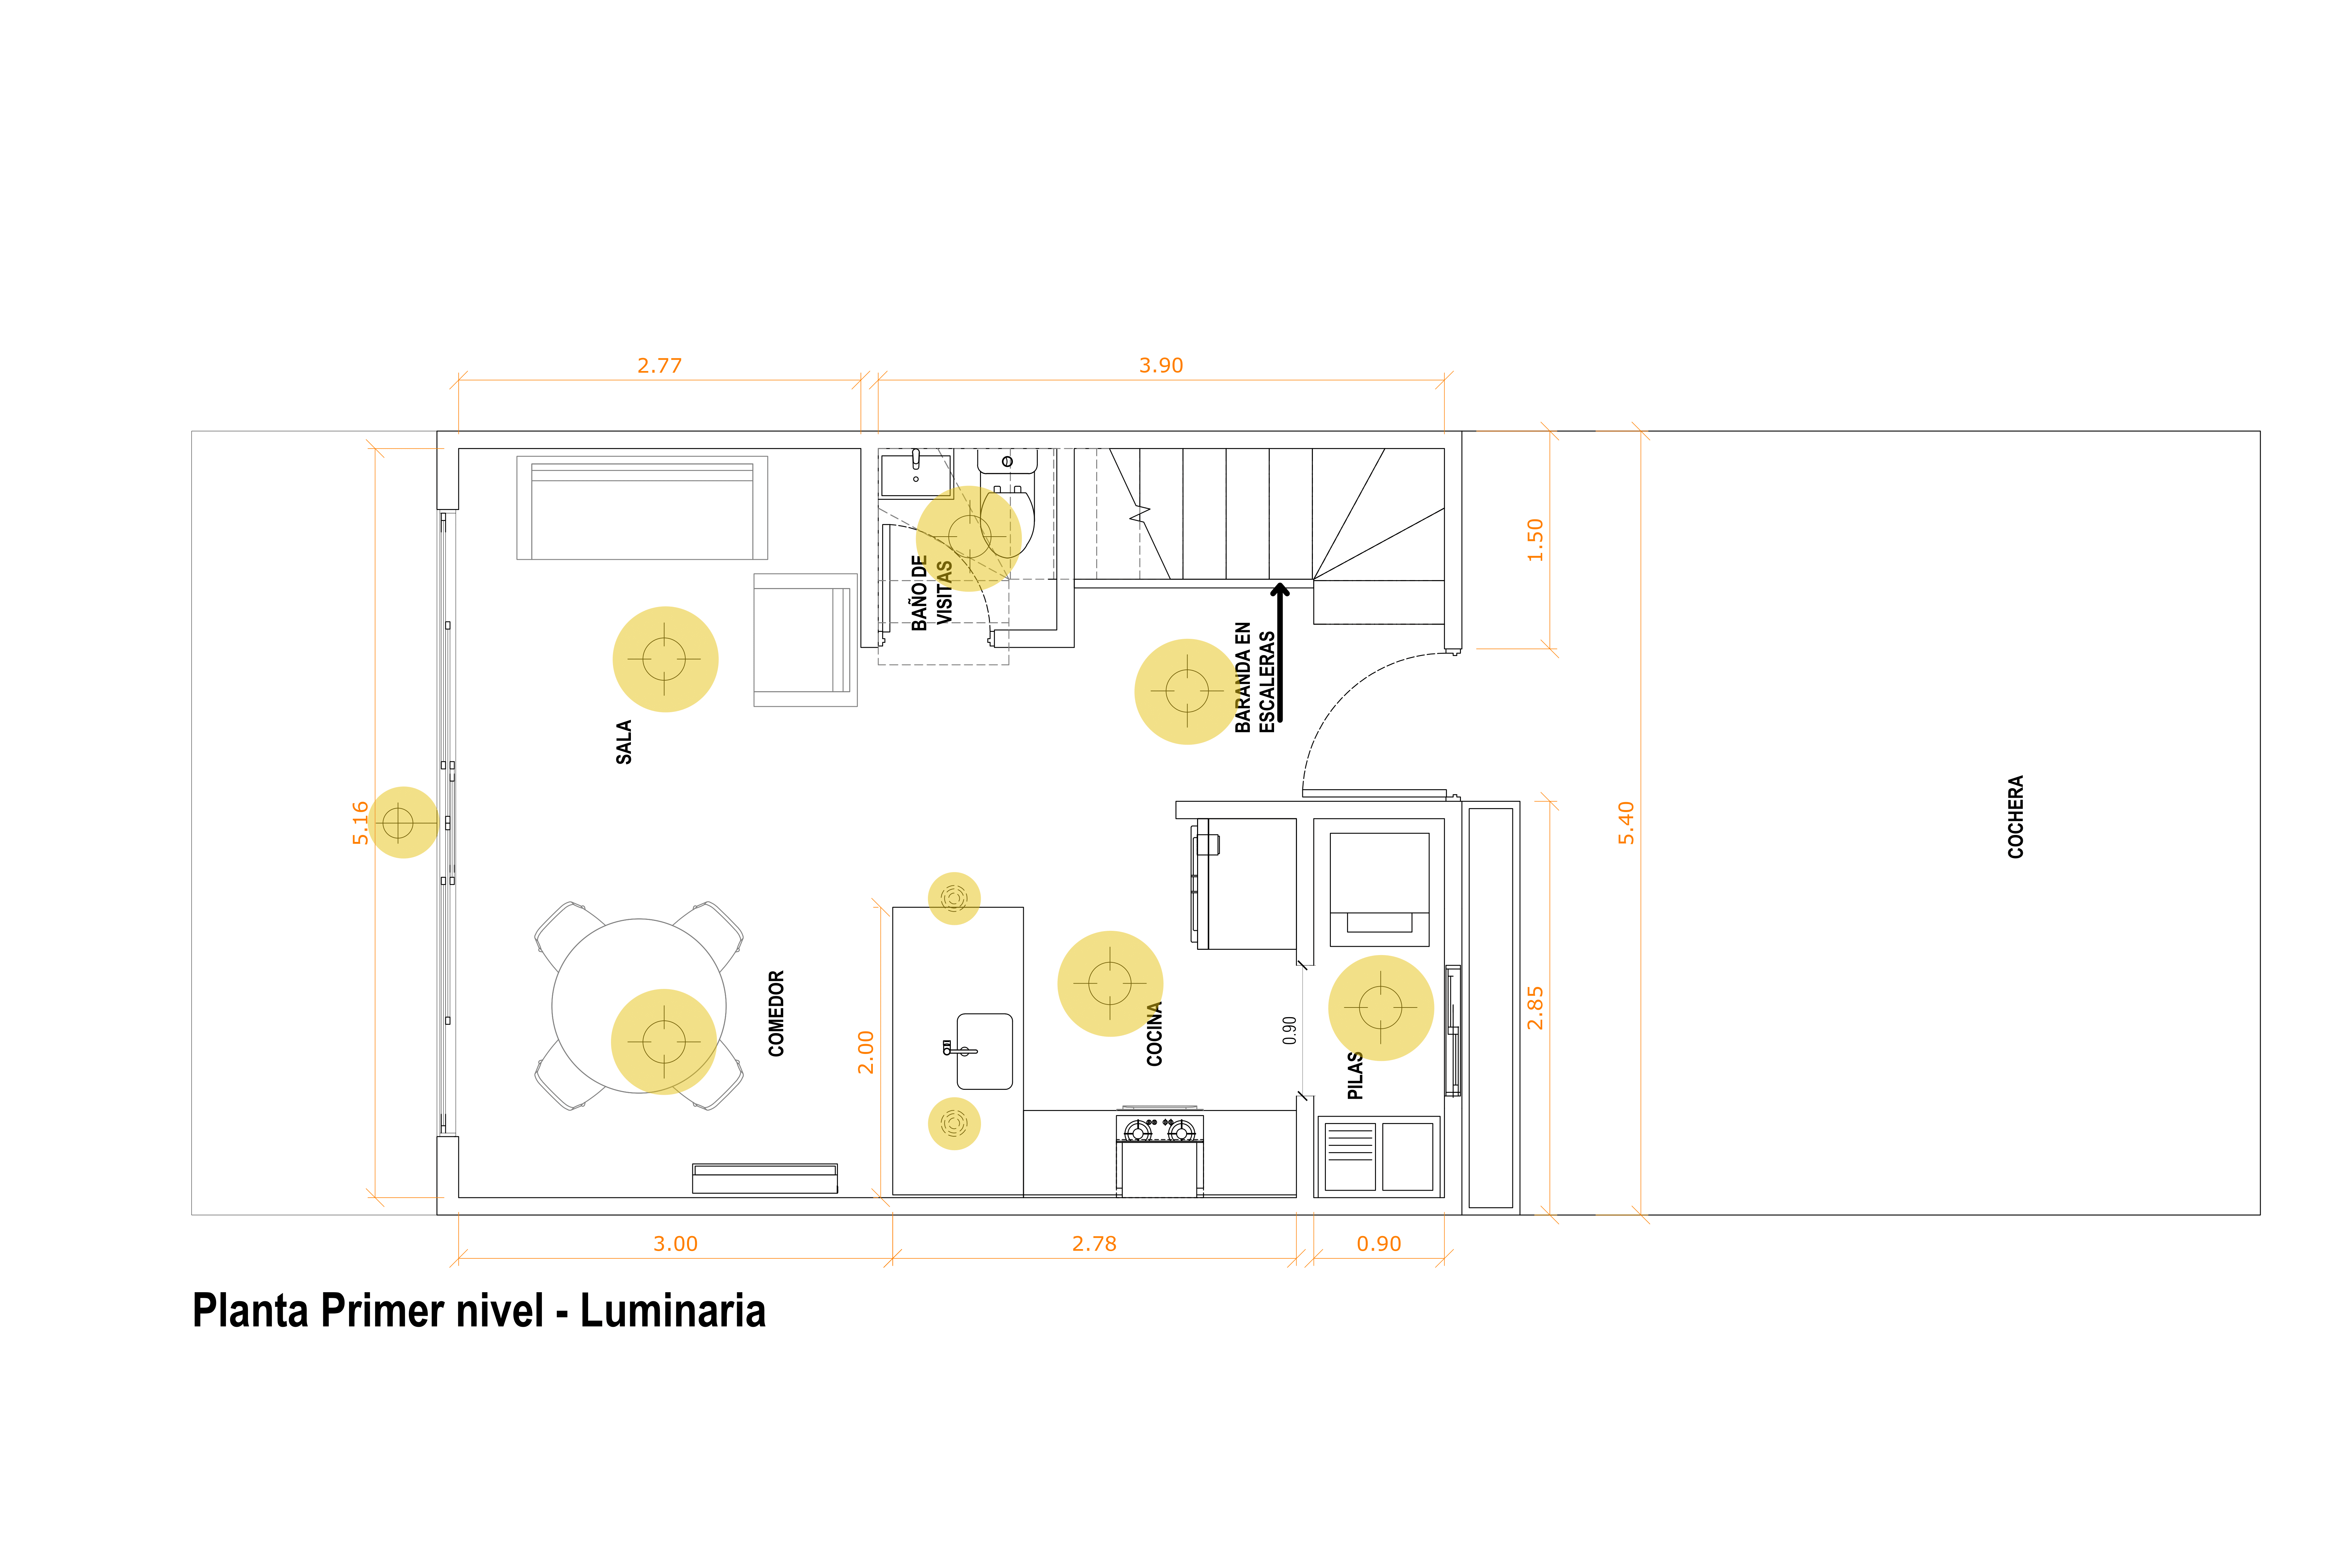 2.77
3.90
1.50
BAÑO DE
VISITAS
BARANDA EN
ESCALERAS
SALA
5.16
5.40
COCHERA
COMEDOR
2.00
COCINA
0.90
PILAS
2.85
3.00
2.78
0.90
Planta Primer nivel - Luminaria